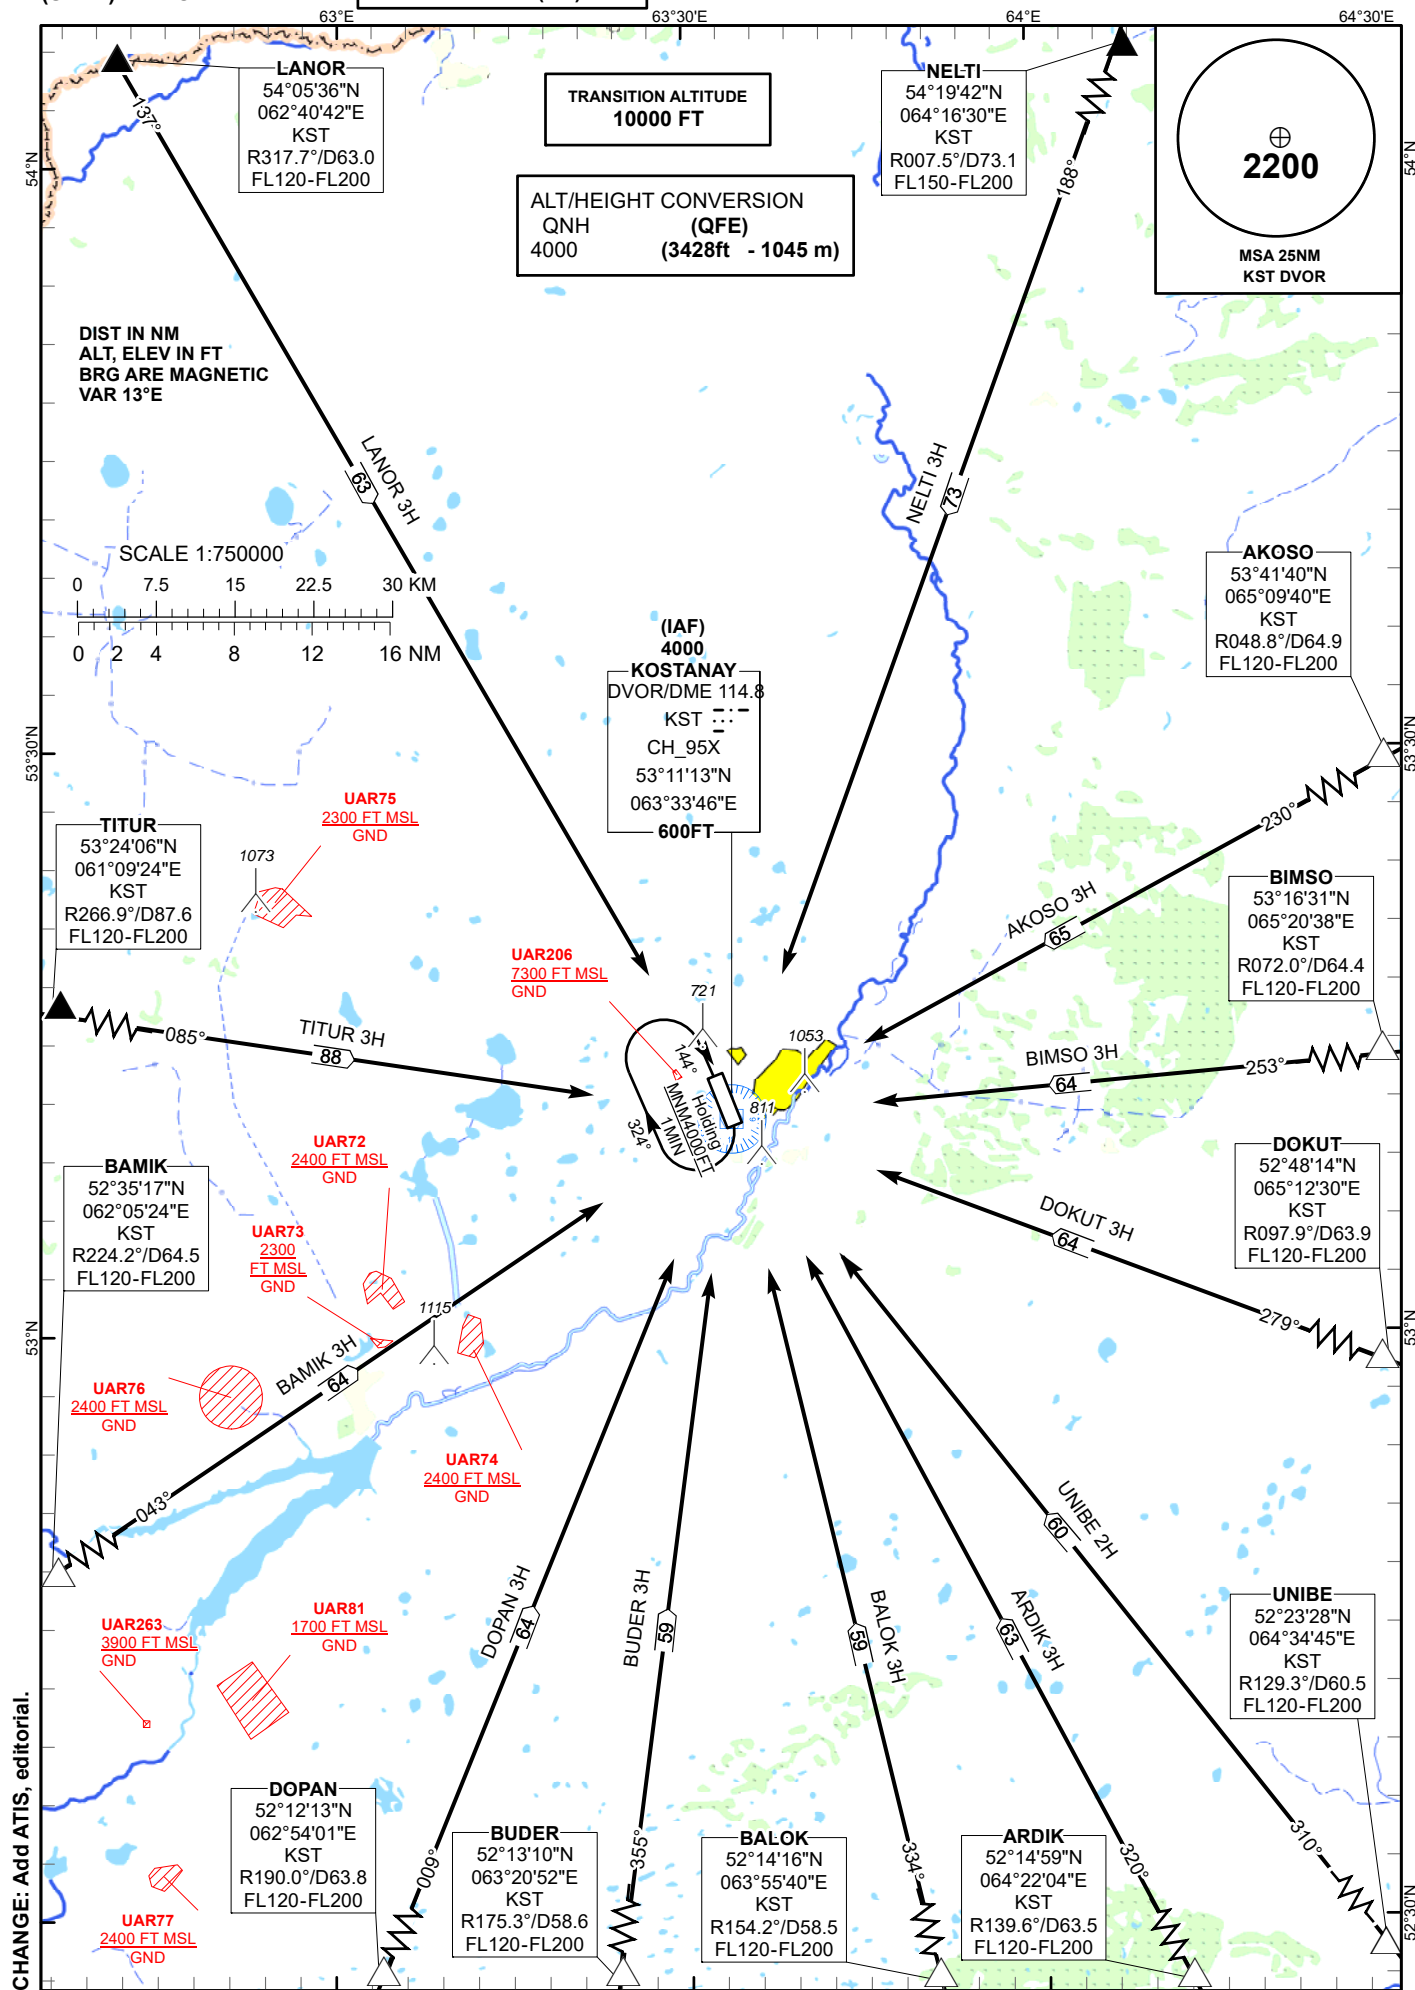 63°E
63°30'E
64°E
64°30'E
LANOR
54°05'36"N
062°40'42"E
KST
R317.7°/D63.0
FL120-FL200
137°
TRANSITION ALTITUDE
10000 FT
NELTI
54°19'42"N
064°16'30"E
KST
R007.5°/D73.1
FL150-FL200
188°
2200
MSA 25NM
KST DVOR
54°N
54°N
ALT/HEIGHT CONVERSION
QNH (QFE)
4000 (3428ft - 1045 m)
DIST IN NM
ALT, ELEV IN FT
BRG ARE MAGNETIC
VAR 13°E
LANOR 3H
63
NELTI 3H
73
SCALE 1:750000
0 7.5 15 22.5 30 KM
0 2 4 8 12 16 NM
AKOSO
53°41'40"N
065°09'40"E
KST
R048.8°/D64.9
FL120-FL200
(IAF)
4000
KOSTANAY
DVOR/DME 114.8
KST
CH_95X
53°11'13"N
063°33'46"E
600FT
53°30'N
53°30'N
230°
AKOSO 3H
65
UAR75
2300 FT MSL
GND
1073
TITUR
53°24'06"N
061°09'24"E
KST
R266.9°/D87.6
FL120-FL200
BIMSO
53°16'31"N
065°20'38"E
KST
R072.0°/D64.4
FL120-FL200
UAR206
7300 FT MSL
GND
721
1053
811
085°
TITUR 3H
88
BIMSO 3H
64
253°
144°
324°
Holding
MNM4000FT
1MIN
UAR72
2400 FT MSL
GND
BAMIK
52°35'17"N
062°05'24"E
KST
R224.2°/D64.5
FL120-FL200
DOKUT
52°48'14"N
065°12'30"E
KST
R097.9°/D63.9
FL120-FL200
UAR73
2300
FT MSL
GND
DOKUT 3H
64
279°
1115
53°N
53°N
BAMIK 3H
64
043°
UAR76
2400 FT MSL
GND
UAR74
2400 FT MSL
GND
UNIBE 2H
60
310°
DOPAN 3H
64
009°
BUDER 3H
59
355°
BALOK 3H
59
334°
ARDIK 3H
63
320°
UNIBE
52°23'28"N
064°34'45"E
KST
R129.3°/D60.5
FL120-FL200
UAR263
3900 FT MSL
GND
UAR81
1700 FT MSL
GND
DOPAN
52°12'13"N
062°54'01"E
KST
R190.0°/D63.8
FL120-FL200
BUDER
52°13'10"N
063°20'52"E
KST
R175.3°/D58.6
FL120-FL200
BALOK
52°14'16"N
063°55'40"E
KST
R154.2°/D58.5
FL120-FL200
ARDIK
52°14'59"N
064°22'04"E
KST
R139.6°/D63.5
FL120-FL200
UAR77
2400 FT MSL
GND
52°30'N
CHANGE: Add ATIS, editorial.